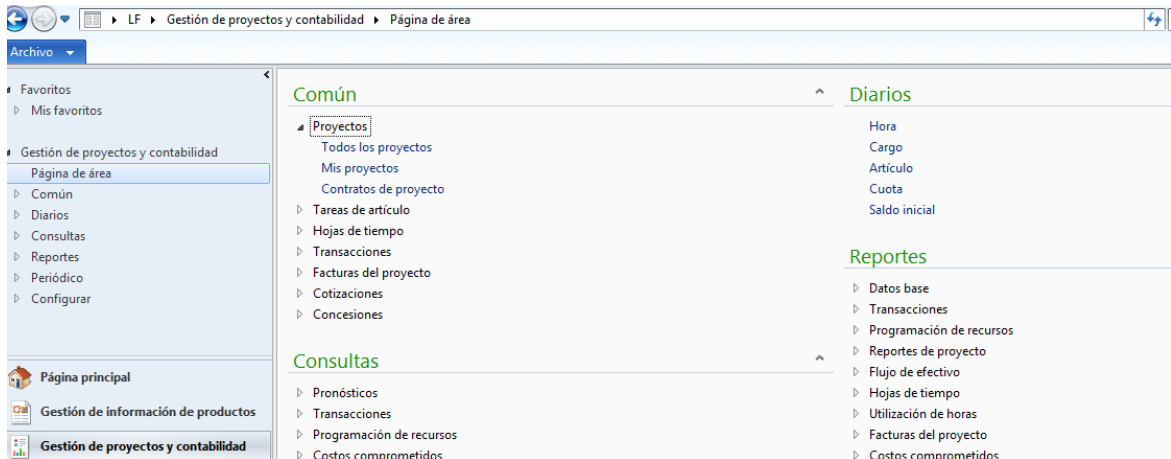 LF Gestión de proyectos y contabilidad Página de área
Archivo
Favoritos
Mis favoritos
Gestión de proyectos y contabilidad
Página de área
Común
Diarios
Consultas
Reportes
Periódico
Configurar
Página principal
Gestión de información de productos
Gestión de proyectos y contabilidad
Común
Proyectos
Todos los proyectos
Mis proyectos
Contratos de proyecto
Tareas de artículo
Hojas de tiempo
Transacciones
Facturas del proyecto
Cotizaciones
Concesiones
Consultas
Pronósticos
Transacciones
Programación de recursos
Costos comprometidos
Diarios
Hora
Cargo
Artículo
Cuota
Saldo inicial
Reportes
Datos base
Transacciones
Programación de recursos
Reportes de proyecto
Flujo de efectivo
Hojas de tiempo
Utilización de horas
Facturas del proyecto
Costos comprometidos